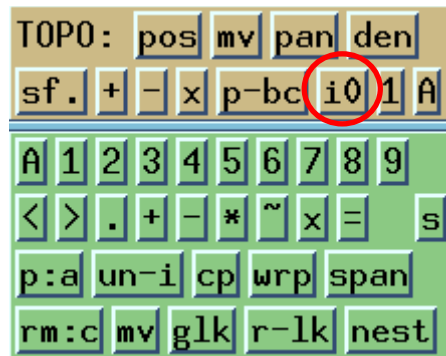 TOPO: pos mv pan den
sf. + - x p-bc i0 1 A
A 1 2 3 4 5 6 7 8 9
< > . + - * ~ x = s
p:a un-i cp wrp span
rm:c mv glk r-lk nest